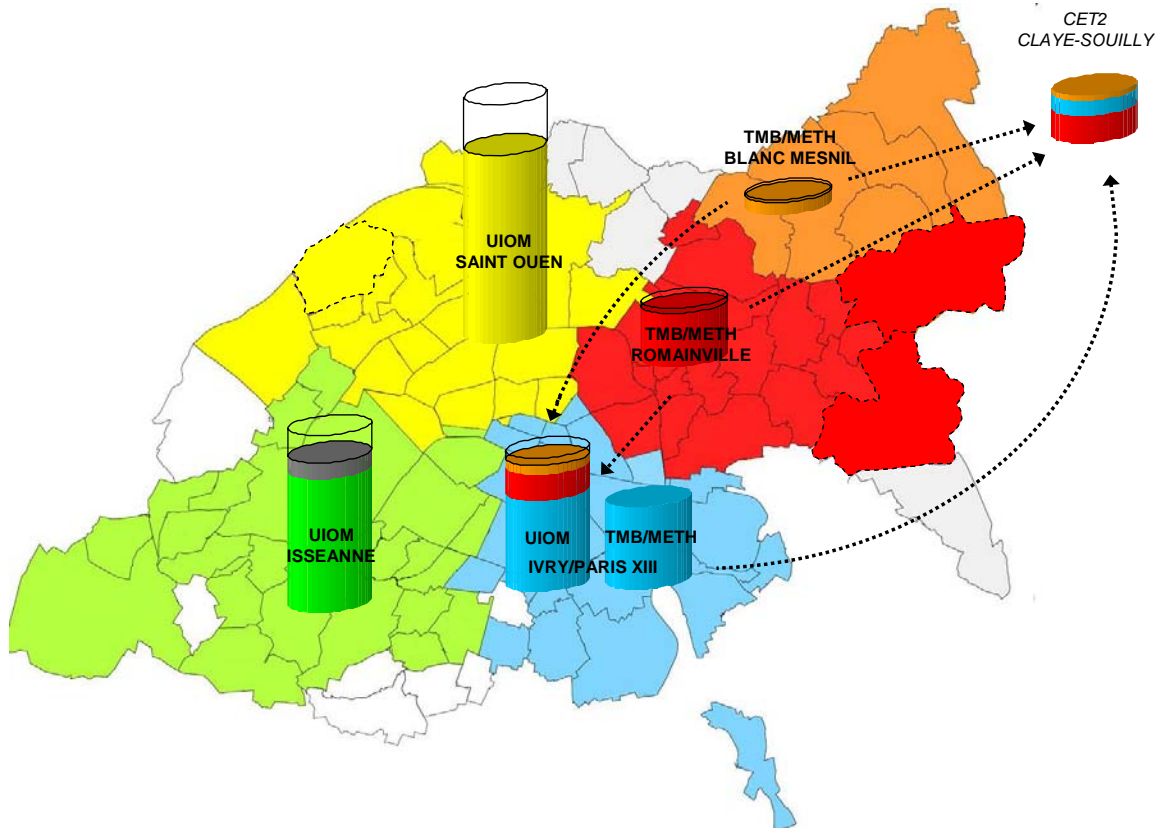 CET2
CLAYE-SOUILLY
TMB/METH
BLANC MESNIL
UIOM
SAINT OUEN
TMB/METH
ROMAINVILLE
UIOM
ISSEANNE
UIOM
TMB/METH
IVRY/PARIS XIII